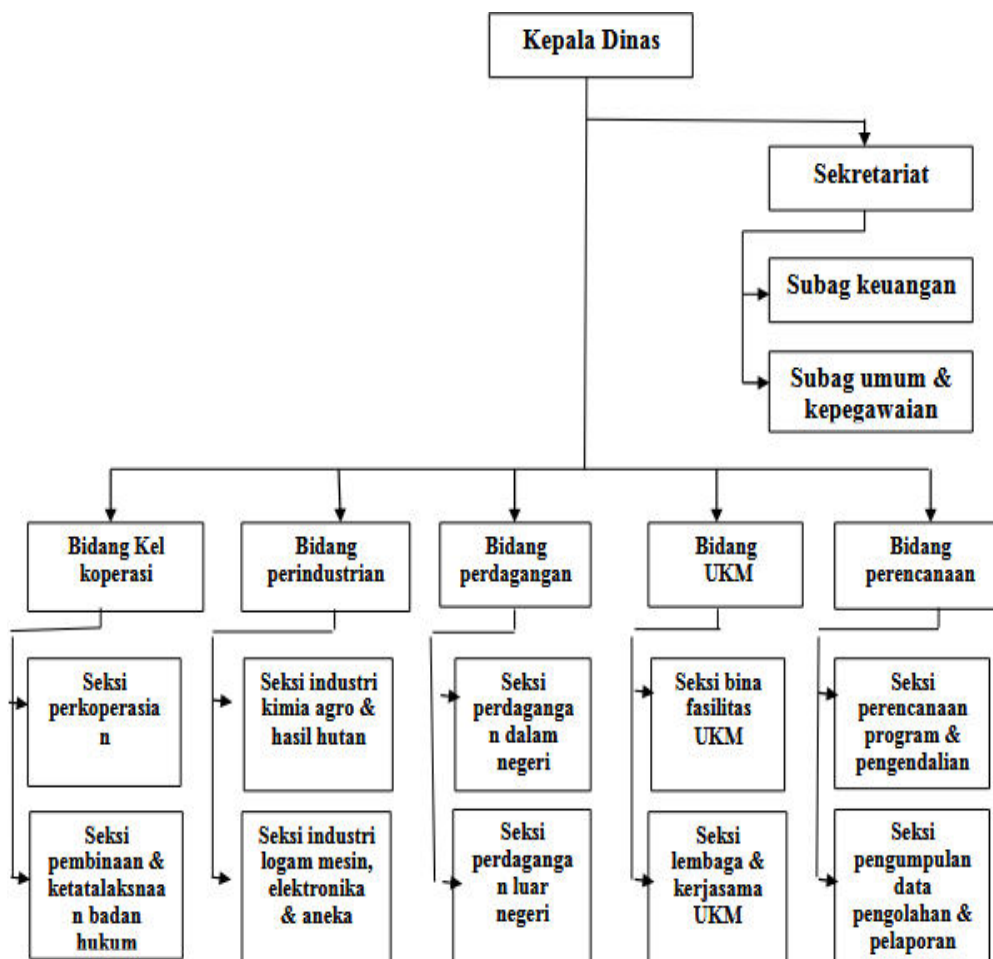 Kepala Dinas
Sekretariat
Subag keuangan
Subag umum &
kepegawaian
Bidang Kel
koperasi
Bidang
perindustrian
Bidang
perdagangan
Bidang
UKM
Bidang
perencanaan
Seksi
perkoperasia
n
Seksi industri
kimia agro &
hasil hutan
Seksi
perdaganga
n dalam
negeri
Seksi bina
fasilitas
UKM
Seksi
perencanaan
program &
pengendalian
Seksi
pembinaan &
ketatalaksnaa
n badan
hukum
Seksi industri
logam mesin,
elektronika
& aneka
Seksi
perdaganga
n luar
negeri
Seksi
lembaga &
kerjasama
UKM
Seksi
pengumpulan
data
pengolahan &
pelaporan